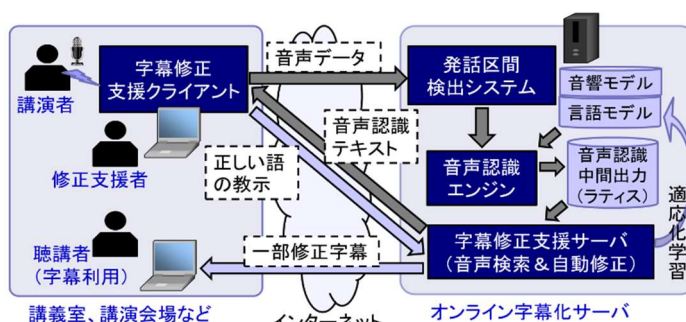 講演者
字幕修正
支援クライアント
修正支援者
聴講者
(字幕利用)
講義室、講演会場など
音声データ
音声認識
テキスト
正しい語
の教示
一部修正字幕
インターネット
発話区間
検出システム
音響モデル
言語モデル
音声認識
エンジン
音声認識
中間出力
(ラティス)
字幕修正支援サーバ
(音声検索&自動修正)
適応化学習
オンライン字幕化サーバ